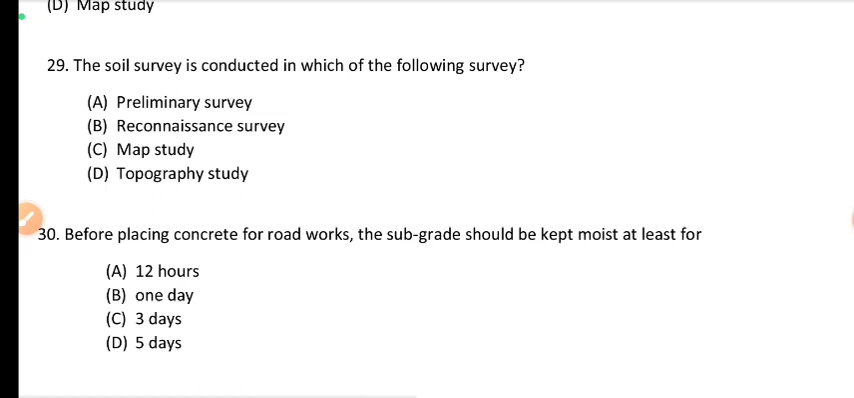 (D) Map study
29. The soil survey is conducted in which of the following survey?
(A) Preliminary survey
(B) Reconnaissance survey
(C) Map study
(D) Topography study
30. Before placing concrete for road works, the sub-grade should be kept moist at least for
(A) 12 hours
(B) one day
(C) 3 days
(D) 5 days